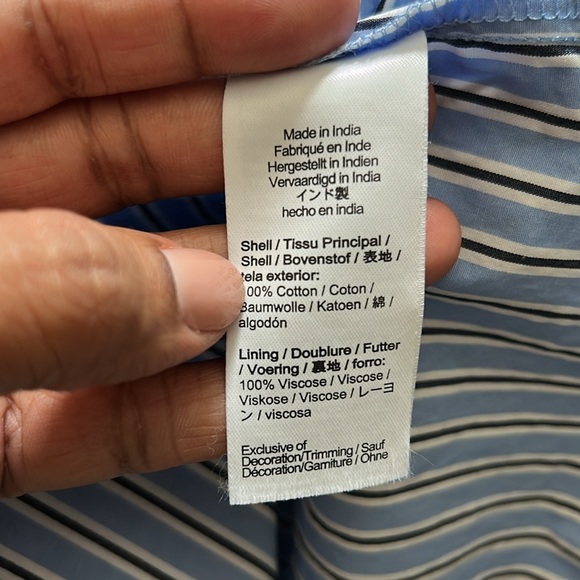 Made in India
Fabriqué en Inde
Hergestellt in Indien
Vervaardigd in India
インド製
hecho en india
Shell / Tissu Principal /
Shell / Bovenstof / 表地 /
tela exterior:
100% Cotton / Coton /
Baumwolle / Katoen / 綿 /
algodón
Lining / Doublure / Futter
/ Voering / 裏地 / forro:
100% Viscose / Viscose /
Viskose / Viscose / レーヨ
ン / viscosa
Exclusive of
Decoration/Trimming / Sauf
Décoration/Garniture / Ohne